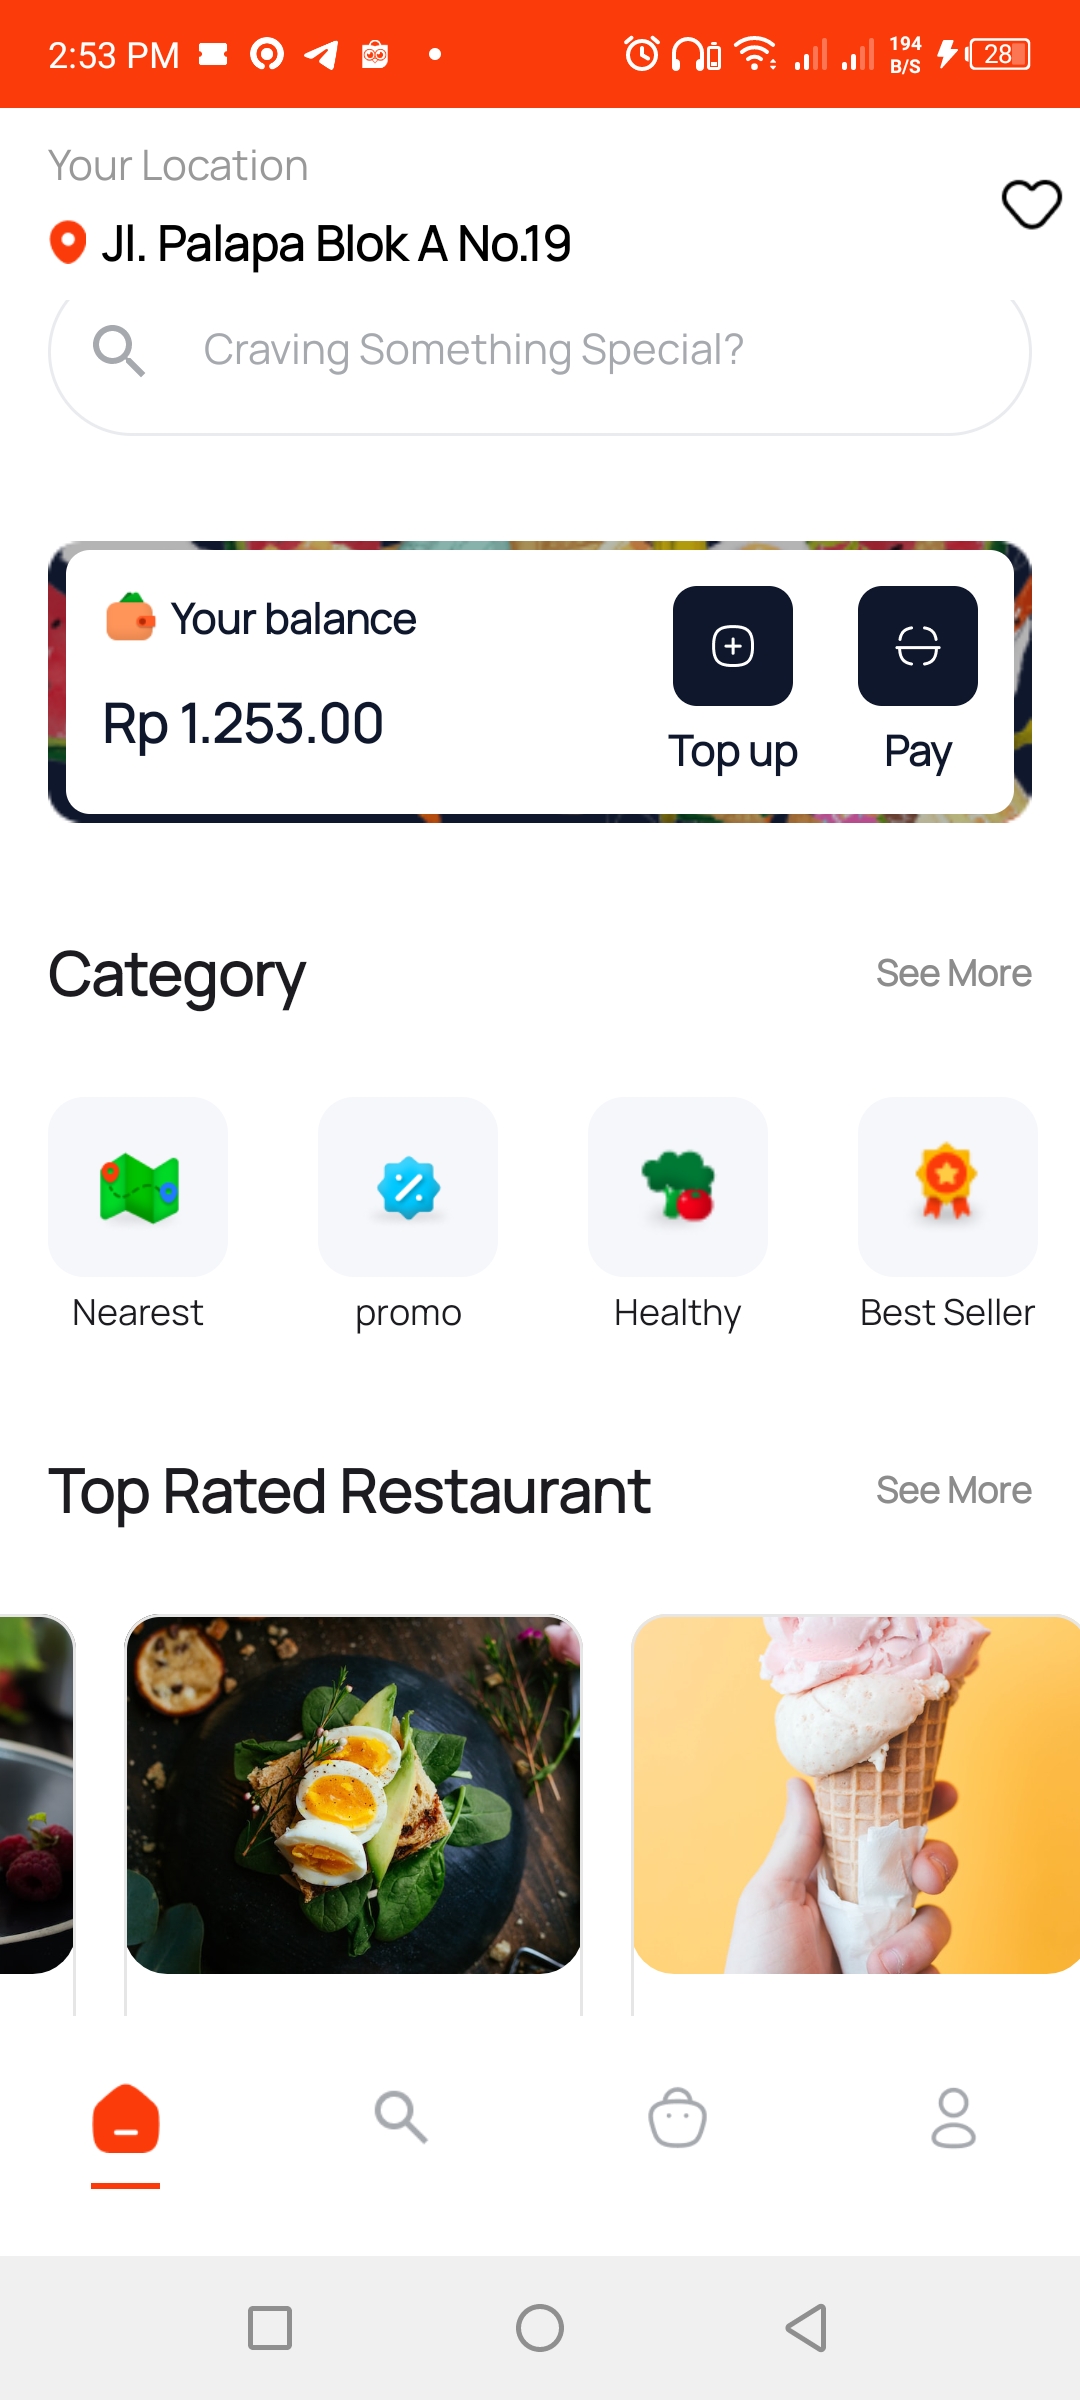 2:53 PM
194
B/S
28
Your Location
Jl. Palapa Blok A No.19
Craving Something Special?
Your balance
Rp 1.253.00
Top up
Pay
Category
See More
Nearest
promo
Healthy
Best Seller
Top Rated Restaurant
See More